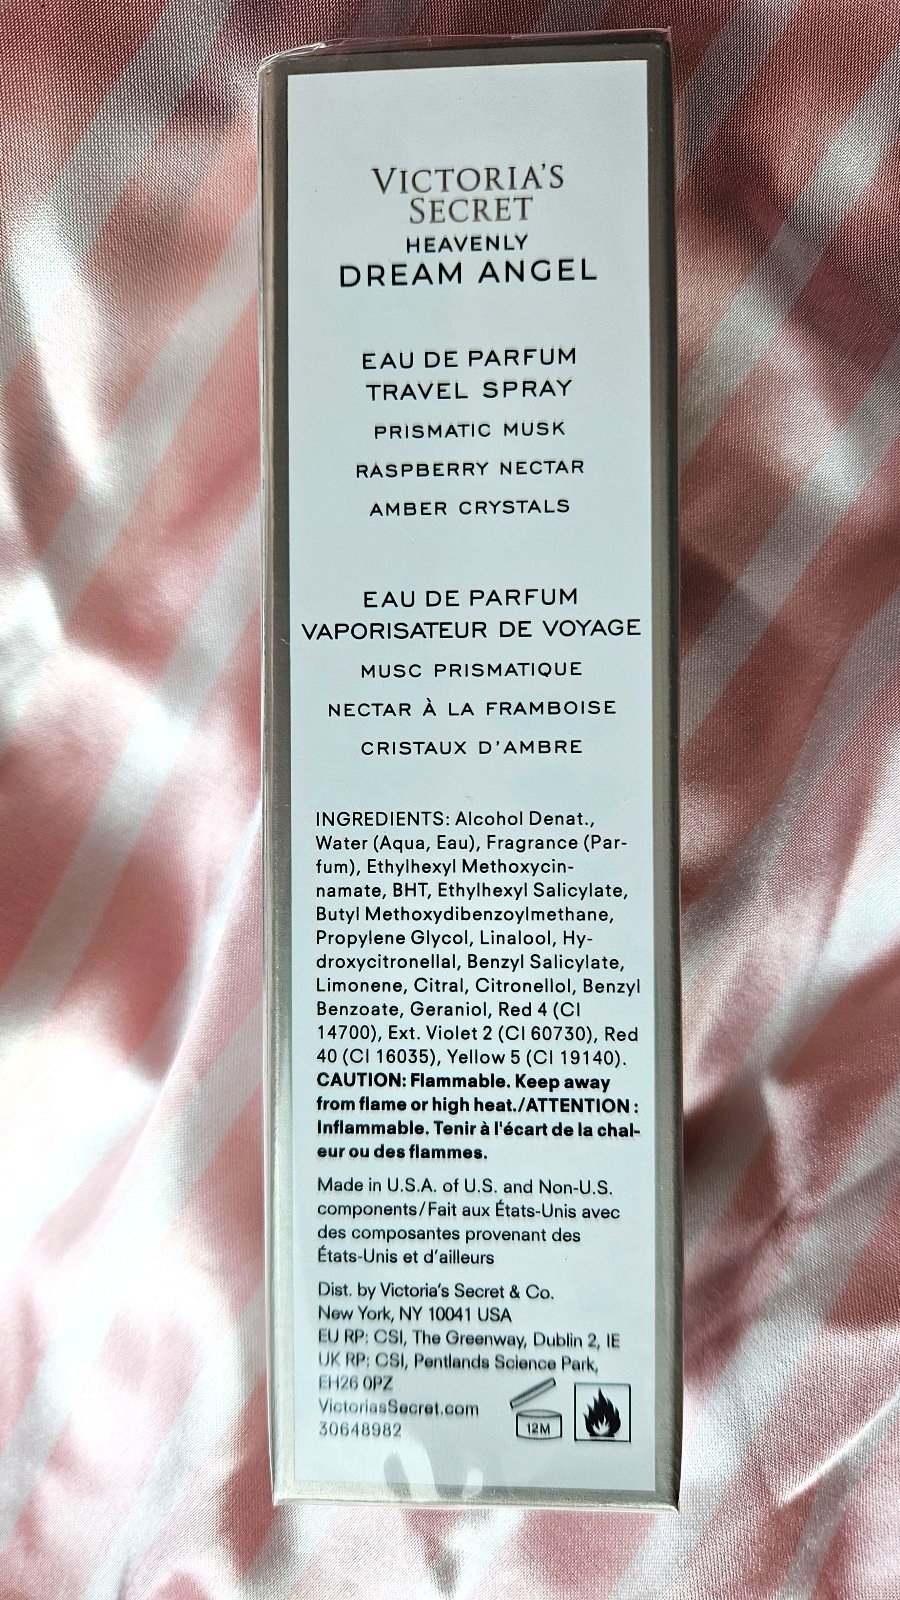 VICTORIA'S
SECRET
HEAVENLY
DREAM ANGEL
EAU DE PARFUM
TRAVEL SPRAY
PRISMATIC MUSK
RASPBERRY NECTAR
AMBER CRYSTALS
EAU DE PARFUM
VAPORISATEUR DE VOYAGE
MUSC PRISMATIQUE
NECTAR À LA FRAMBOISE
CRISTAUX D'AMBRE
INGREDIENTS: Alcohol Denat.,
Water (Aqua, Eau), Fragrance (Par-
fum), Ethylhexyl Methoxycin-
namate, BHT, Ethylhexyl Salicylate,
Butyl Methoxydibenzoylmethane,
Propylene Glycol, Linalool, Hy-
droxycitronellal, Benzyl Salicylate,
Limonene, Citral, Citronellol, Benzyl
Benzoate, Geraniol, Red 4 (CI
14700), Ext. Violet 2 (CI 60730), Red
40 (CI 16035), Yellow 5 (CI 19140).
CAUTION: Flammable. Keep away
from flame or high heat./ATTENTION :
Inflammable. Tenir à l'écart de la chal-
eur ou des flammes.
Made in U.S.A. of U.S. and Non-U.S.
components/Fait aux États-Unis avec
des composantes provenant des
États-Unis et d'ailleurs
Dist. by Victoria's Secret & Co.
New York, NY 10041 USA
EU RP: CSI, The Greenway, Dublin 2, IE
UK RP: CSI, Pentlands Science Park,
EH26 0PZ
VictoriasSecret.com
30648982
12M